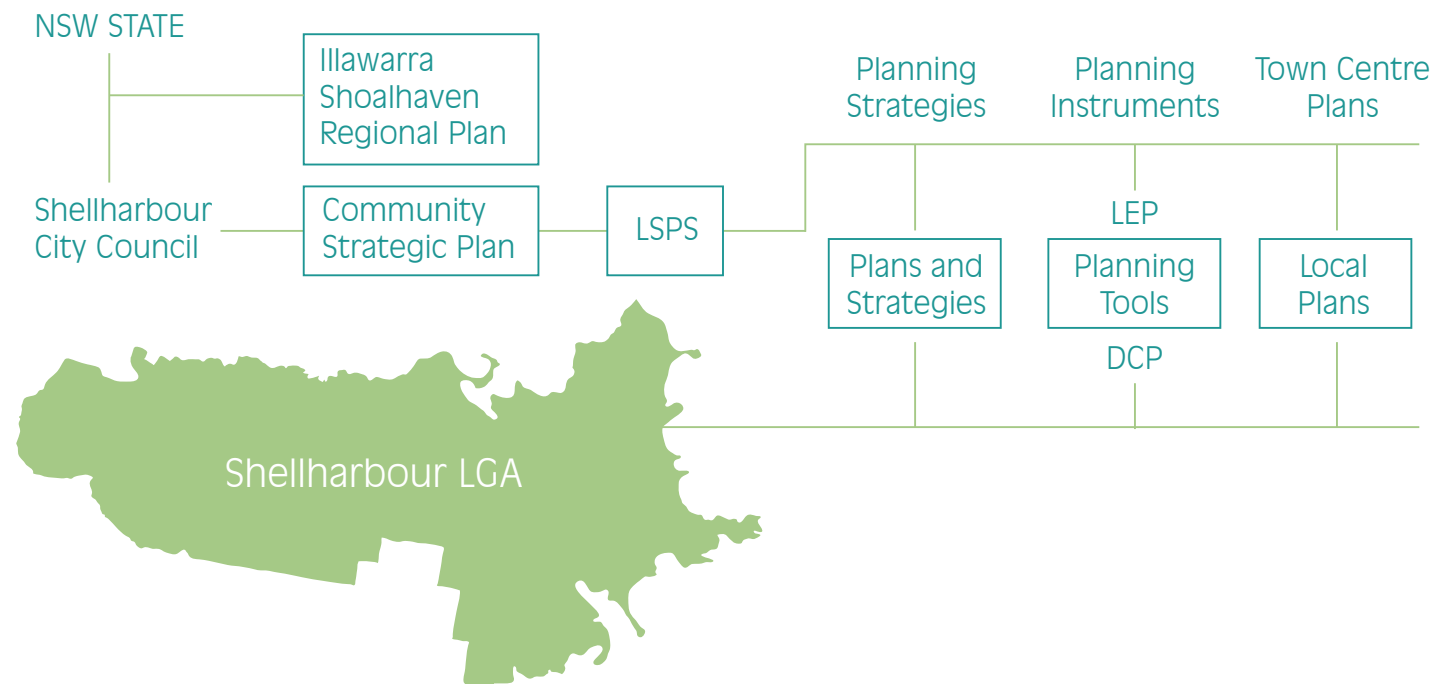 NSW STATE
Illawarra
Shoalhaven
Regional Plan
Shellharbour
City Council
Community
Strategic Plan
LSPS
Planning
Strategies
Planning
Instruments
Town Centre
Plans
Plans and
Strategies
LEP
Planning
Tools
DCP
Local
Plans
Shellharbour LGA